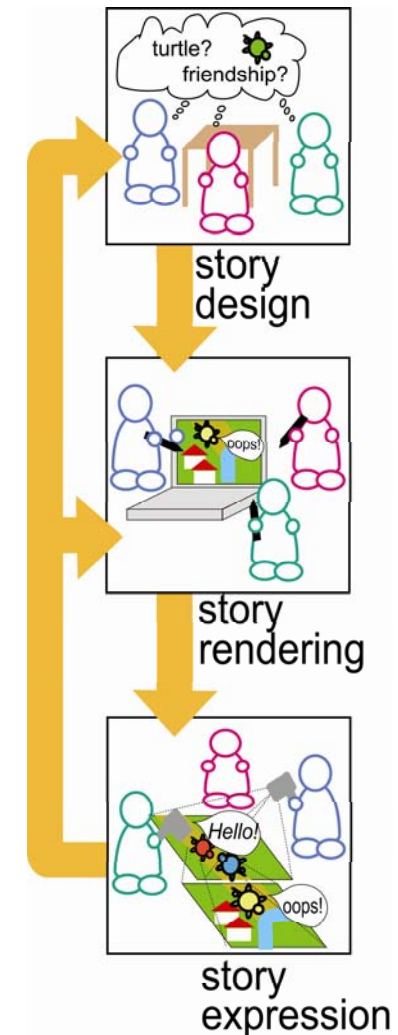 turtle?
friendship?
story
design
oops!
story
rendering
Hello!
oops!
story
expression